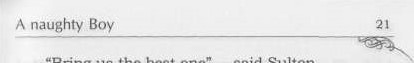 A naughty Boy 21
"Bring us the best one" said Sultan